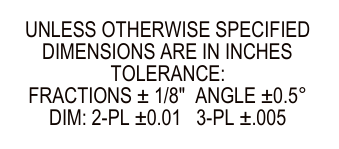 UNLESS OTHERWISE SPECIFIED
DIMENSIONS ARE IN INCHES
TOLERANCE:
FRACTIONS ± 1/8"  ANGLE ±0.5°
DIM: 2-PL ±0.01   3-PL ±.005